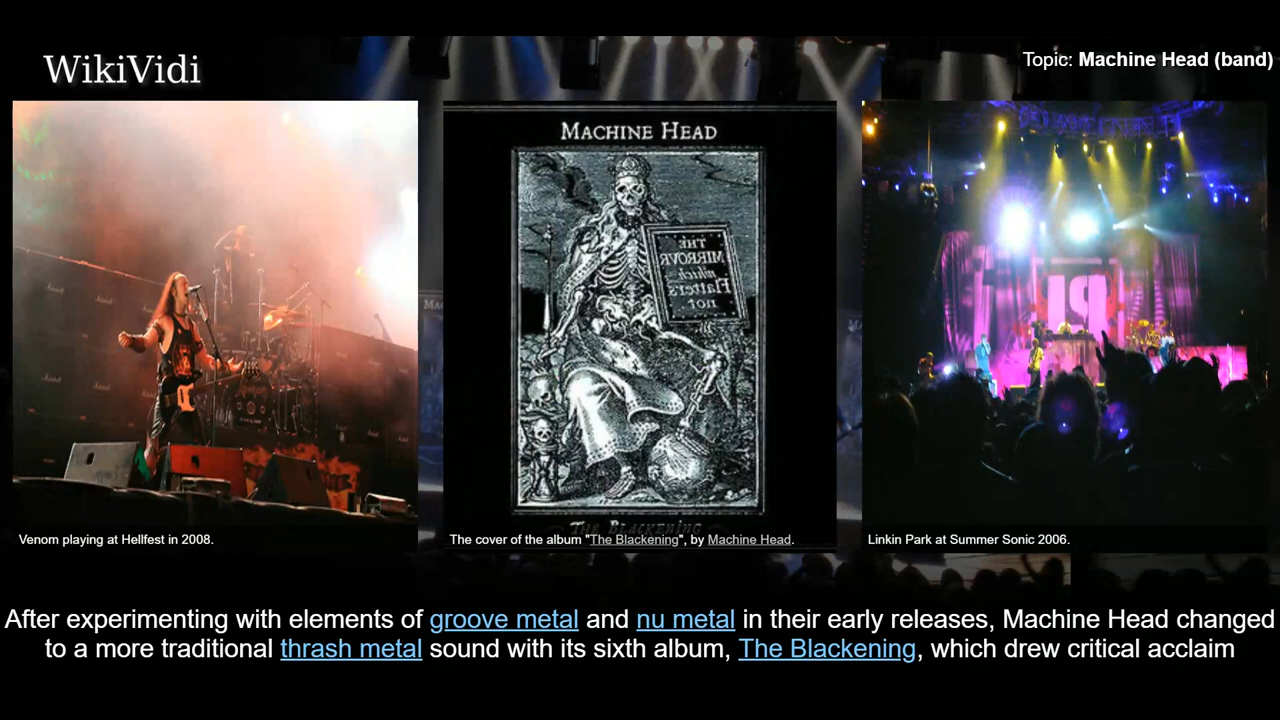 WikiVidi
Topic: Machine Head (band)
MACHINE HEAD
THE
MIRROVR
which
Flatters
not
THE BLACKENING
Venom playing at Hellfest in 2008.
The cover of the album "The Blackening", by Machine Head.
Linkin Park at Summer Sonic 2006.
After experimenting with elements of groove metal and nu metal in their early releases, Machine Head changed
to a more traditional thrash metal sound with its sixth album, The Blackening, which drew critical acclaim